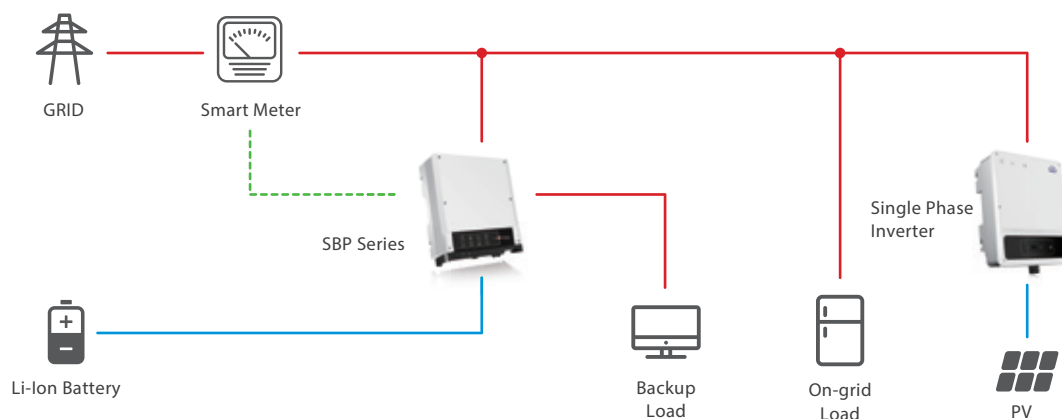 GRID
Smart Meter
SBP Series
Single Phase
Inverter
Li-Ion Battery
Backup
Load
On-grid
Load
PV